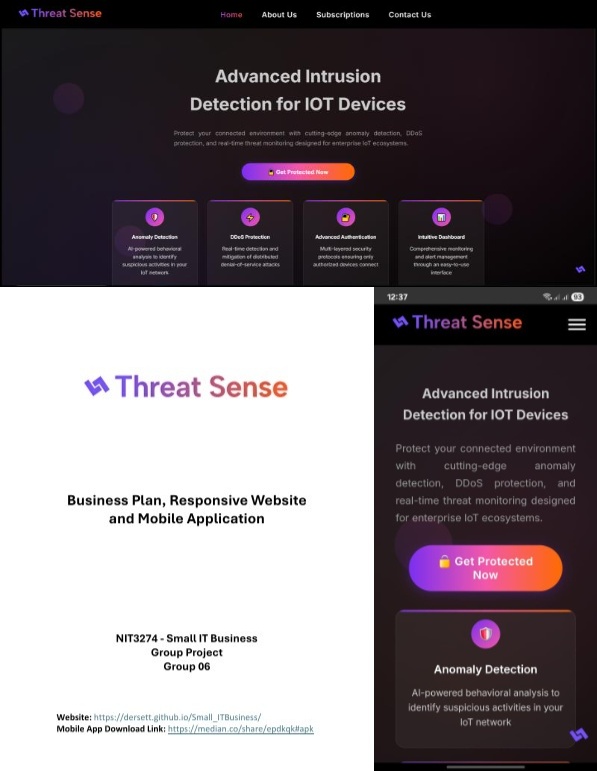 Threat Sense
Home About Us Subscriptions Contact Us
Advanced Intrusion
Detection for IOT Devices
Protect your connected environment with cutting-edge anomaly detection, DDoS
protection, and real-time threat monitoring designed for enterprise IoT ecosystems.
Get Protected Now
Anomaly Detection
AI-powered behavioral
analysis to identify
suspicious activities in your
IoT network
DDoS Protection
Real-time detection and
mitigation of distributed
denial-of-service attacks
Advanced Authentication
Multi-layered security
protocols ensuring only
authorized devices connect
Intuitive Dashboard
Comprehensive monitoring
and alert management
through an easy-to-use
interface
Threat Sense
Business Plan, Responsive Website
and Mobile Application
NIT3274 - Small IT Business
Group Project
Group 06
Website: https://dersett.github.io/Small_ITBusiness/
Mobile App Download Link: https://median.co/share/epdkqk#apk
12:37
93
Threat Sense
Advanced Intrusion
Detection for IOT Devices
Protect your connected environment
with cutting-edge anomaly
detection, DDoS protection, and
real-time threat monitoring designed
for enterprise IoT ecosystems.
Get Protected
Now
Anomaly Detection
AI-powered behavioral analysis to
identify suspicious activities in your
IoT network